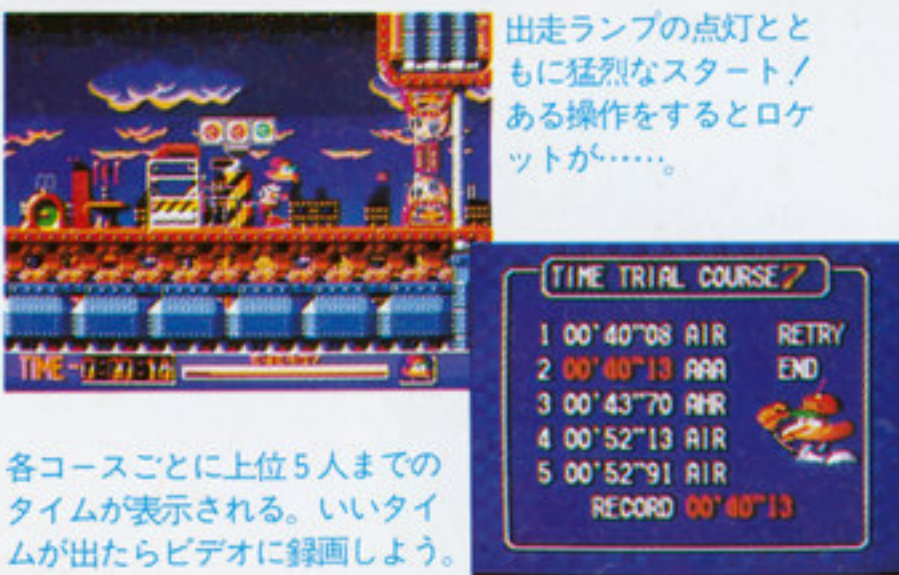 出走ランプの点灯とと
もに猛烈なスタート!
ある操作をするとロケ
ットが……。
TIME TRIAL COURSE 7
1 00'40"08 AIR RETRY
2 00'40"13 AAA END
3 00'43"70 AHR
4 00'52"13 AIR
5 00'52"91 AIR
RECORD 00'40"13
TIME-
各コースごとに上位5人までの
タイムが表示される。いいタイ
ムが出たらビデオに録画しよう。